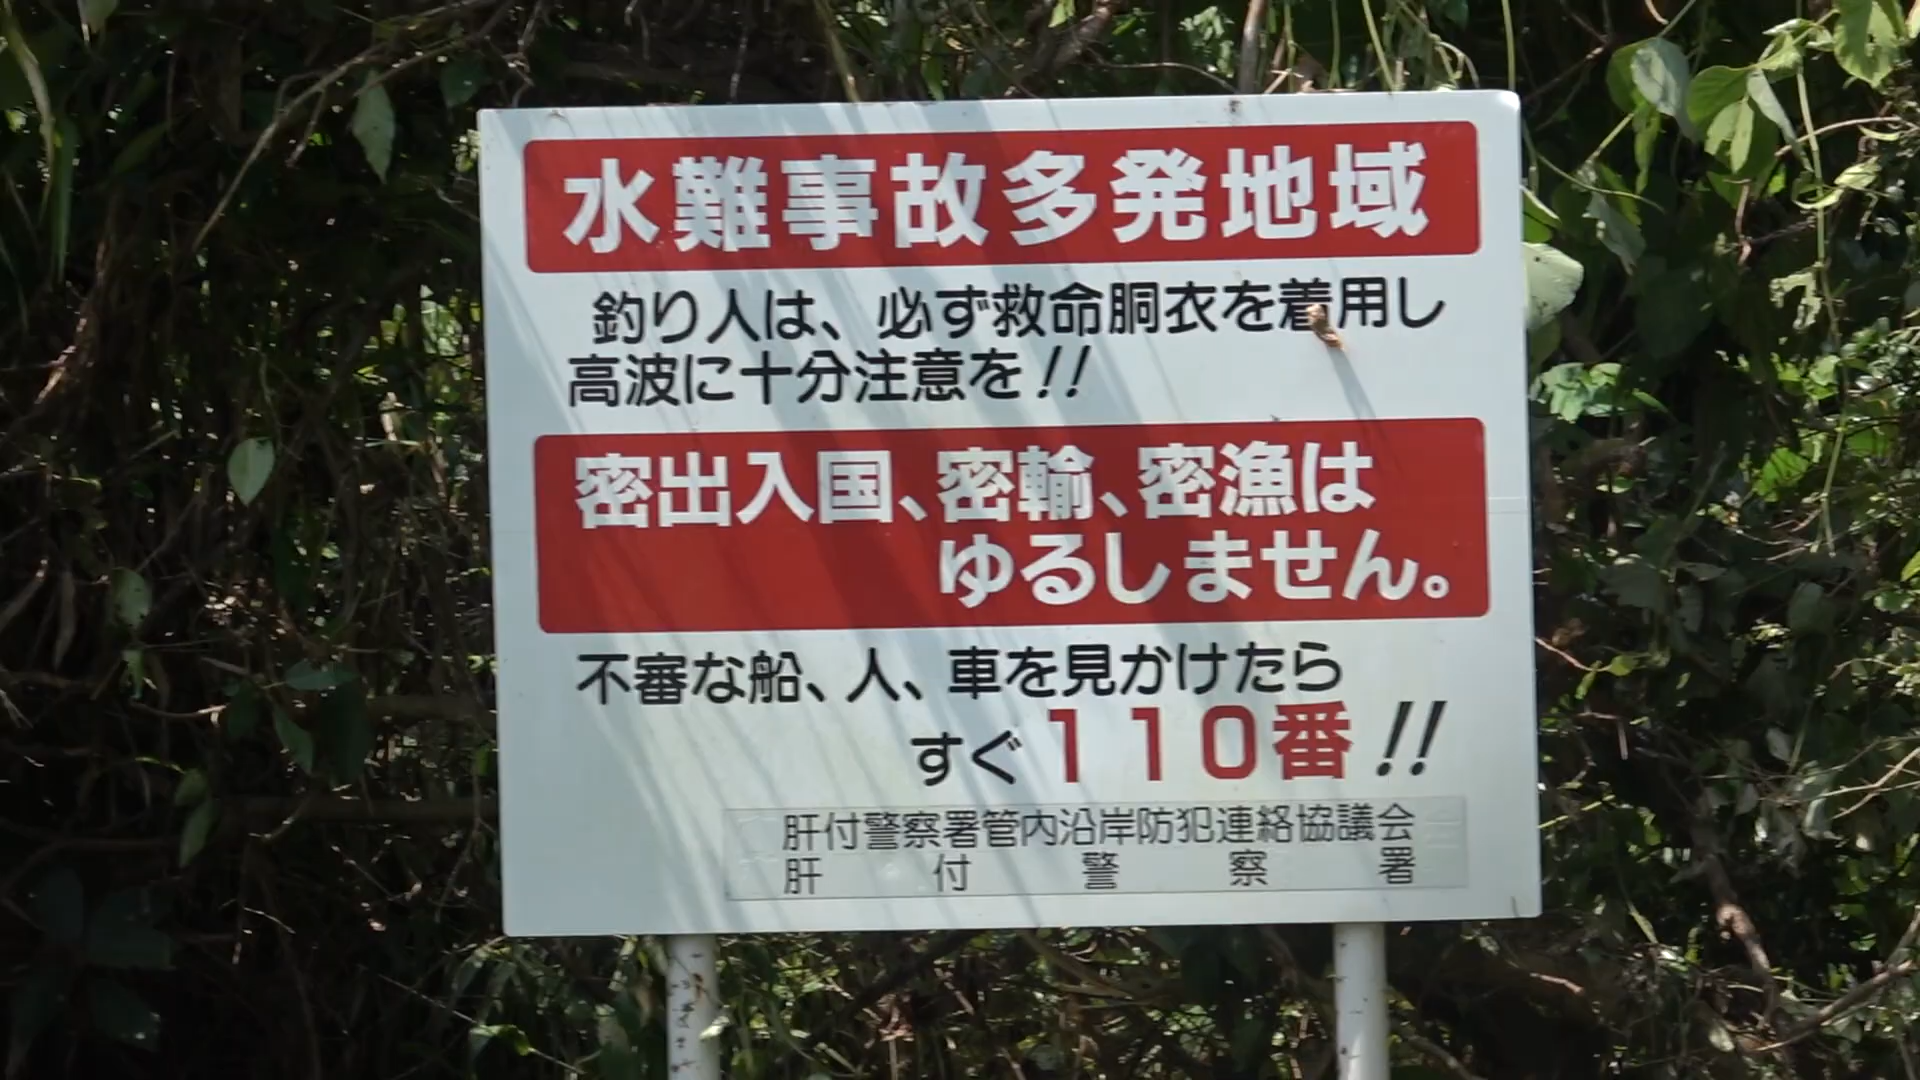 水難事故多発地域
釣り人は、必ず救命胴衣を着用し
高波に十分注意を!!
密出入国、密輸、密漁は
ゆるしません。
不審な船、人、車を見かけたら
すぐ110番!!
肝付警察署管内沿岸防犯連絡協議会
肝付警察署